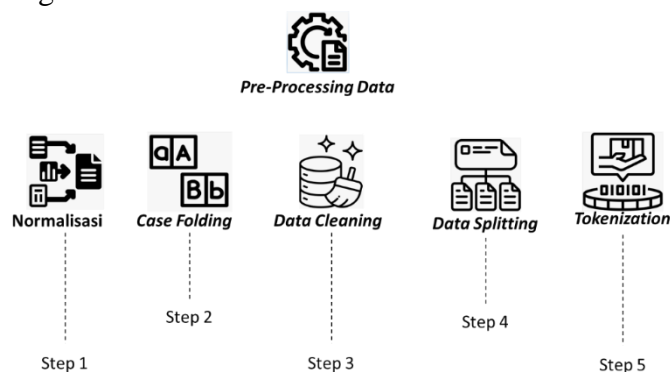 Pre-Processing Data
aA
Bb
010101
Normalisasi
Case Folding
Data Cleaning
Data Splitting
Tokenization
Step 2
Step 4
Step 1
Step 3
Step 5